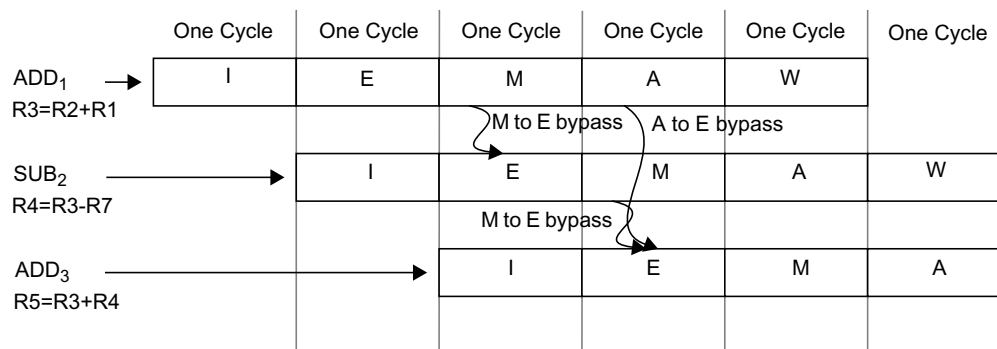 One Cycle One Cycle One Cycle One Cycle One Cycle One Cycle
ADD1 I E M A W
R3=R2+R1
M to E bypass A to E bypass
SUB2 I E M A W
R4=R3-R7
M to E bypass
ADD3 I E M A
R5=R3+R4